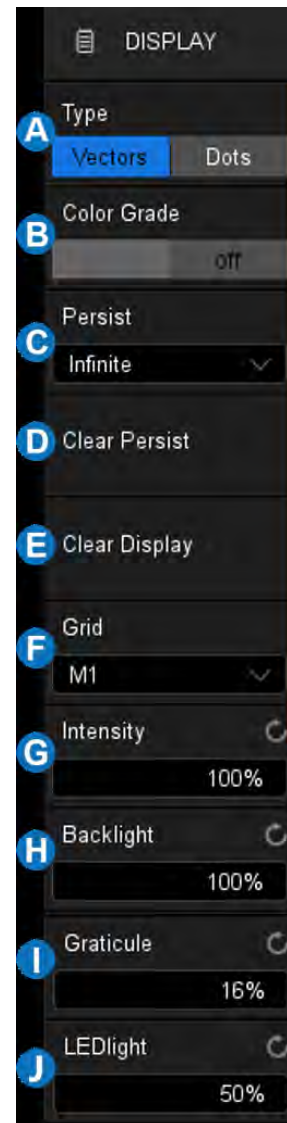 DISPLAY
A
Type
Vectors Dots
B
Color Grade
off
C
Persist
Infinite
D
Clear Persist
E
Clear Display
F
Grid
M1
G
Intensity
100%
H
Backlight
100%
I
Graticule
16%
J
LEDlight
50%